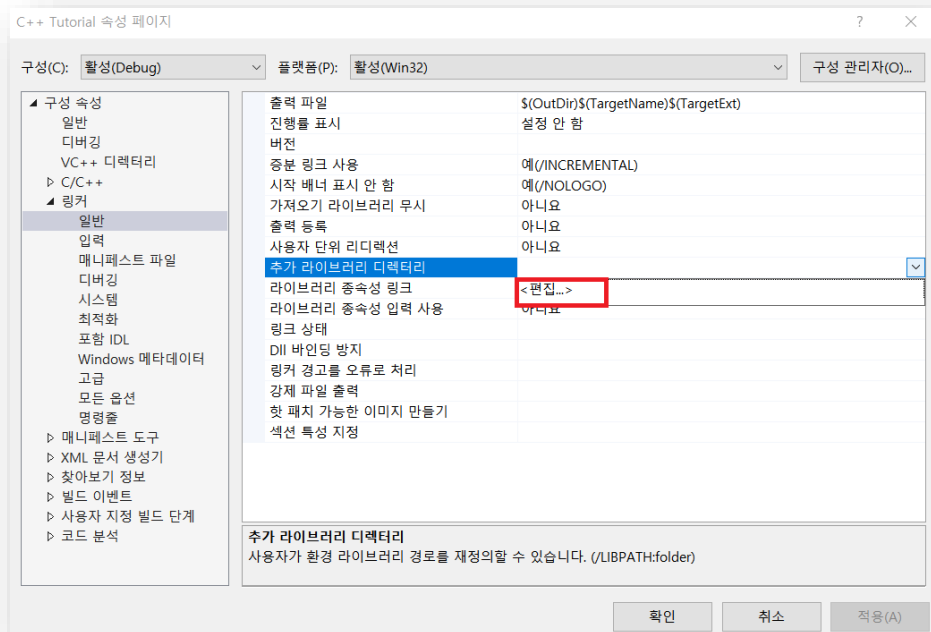 C++ Tutorial 속성 페이지
구성(C): 활성(Debug) 플랫폼(P): 활성(Win32) 구성 관리자(O)...
구성 속성
일반
디버깅
VC++ 디렉터리
C/C++
링커
일반
입력
매니페스트 파일
디버깅
시스템
최적화
포함 IDL
Windows 메타데이터
고급
모든 옵션
명령줄
매니페스트 도구
XML 문서 생성기
찾아보기 정보
빌드 이벤트
사용자 지정 빌드 단계
코드 분석
출력 파일 $(OutDir)$(TargetName)$(TargetExt)
진행률 표시 설정 안 함
버전
증분 링크 사용 예(/INCREMENTAL)
시작 배너 표시 안 함 예(/NOLOGO)
가져오기 라이브러리 무시 아니요
출력 등록 아니요
사용자 단위 리디렉션 아니요
추가 라이브러리 디렉터리
라이브러리 종속성 링크 <편집...>
라이브러리 종속성 입력 사용 아니요
링크 상태
Dll 바인딩 방지
링커 경고를 오류로 처리
강제 파일 출력
핫 패치 가능한 이미지 만들기
섹션 특성 지정
추가 라이브러리 디렉터리
사용자가 환경 라이브러리 경로를 재정의할 수 있습니다. (/LIBPATH:folder)
확인 취소 적용(A)